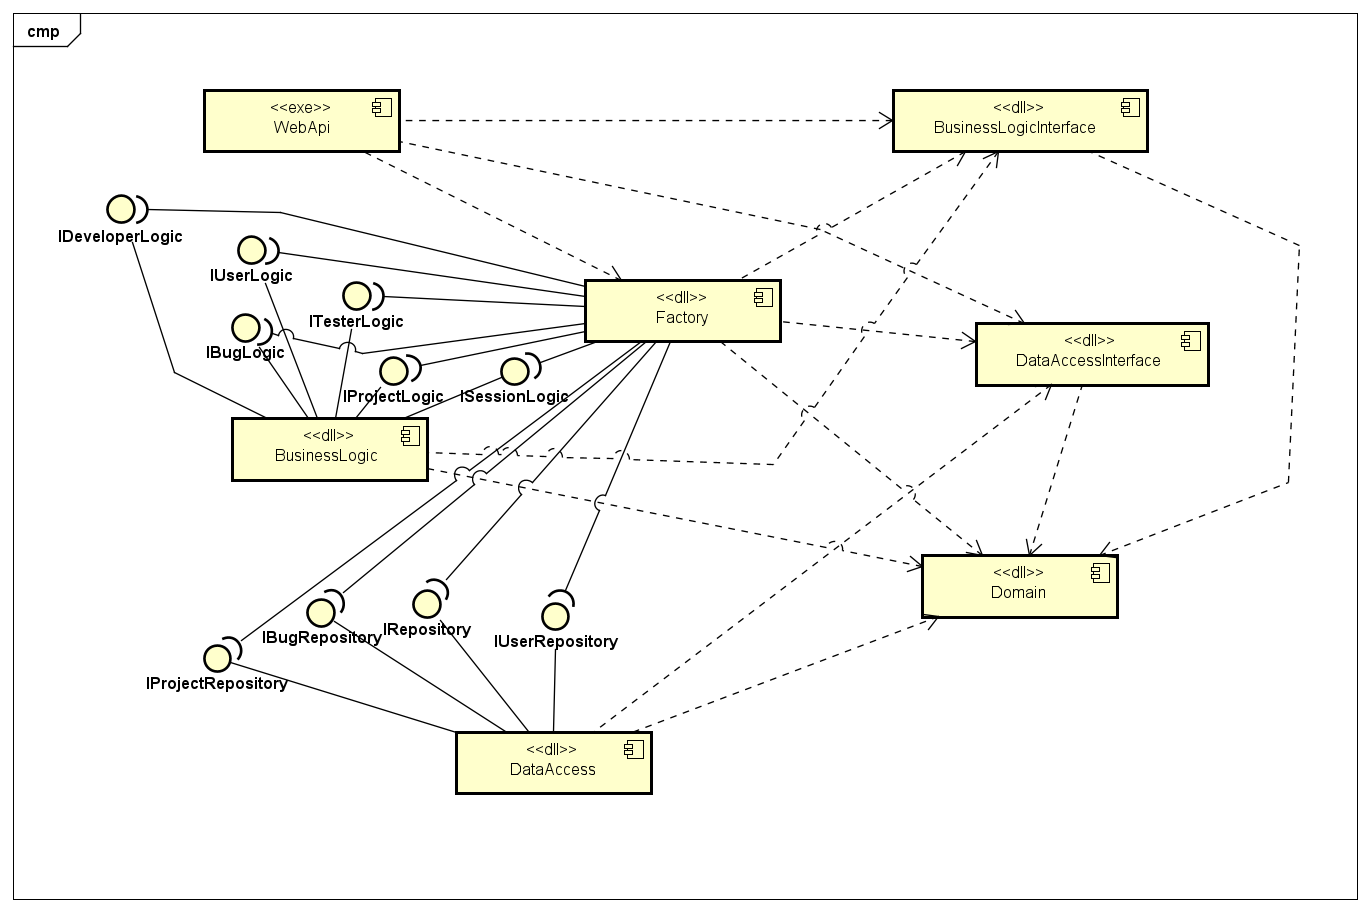 cmp
<<exe>>
WebApi
<<dll>>
BusinessLogicInterface
IDeveloperLogic
IUserLogic
ITesterLogic
<<dll>>
Factory
IBugLogic
<<dll>>
DataAccessInterface
IProjectLogic
ISessionLogic
<<dll>>
BusinessLogic
<<dll>>
Domain
IBugRepository
IRepository
IUserRepository
IProjectRepository
<<dll>>
DataAccess